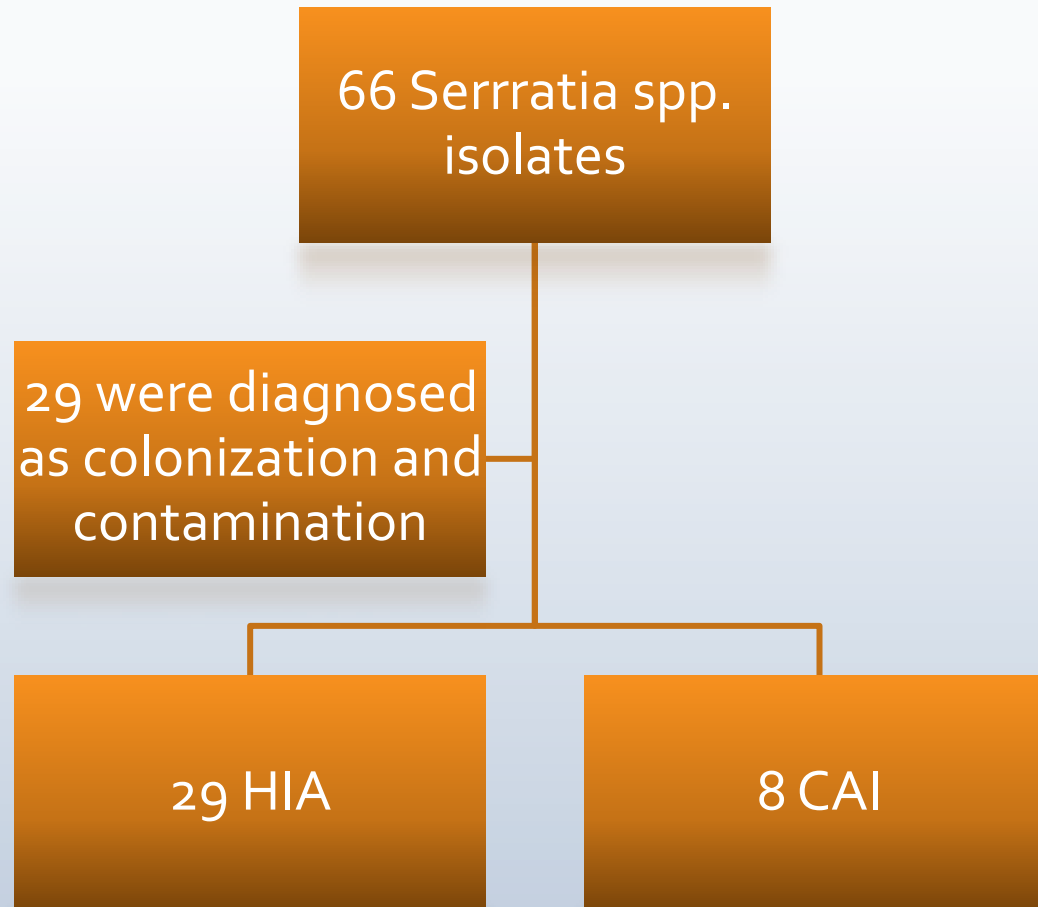 66 Serrratia spp.
isolates
29 were diagnosed
as colonization and
contamination
29 HIA
8 CAI